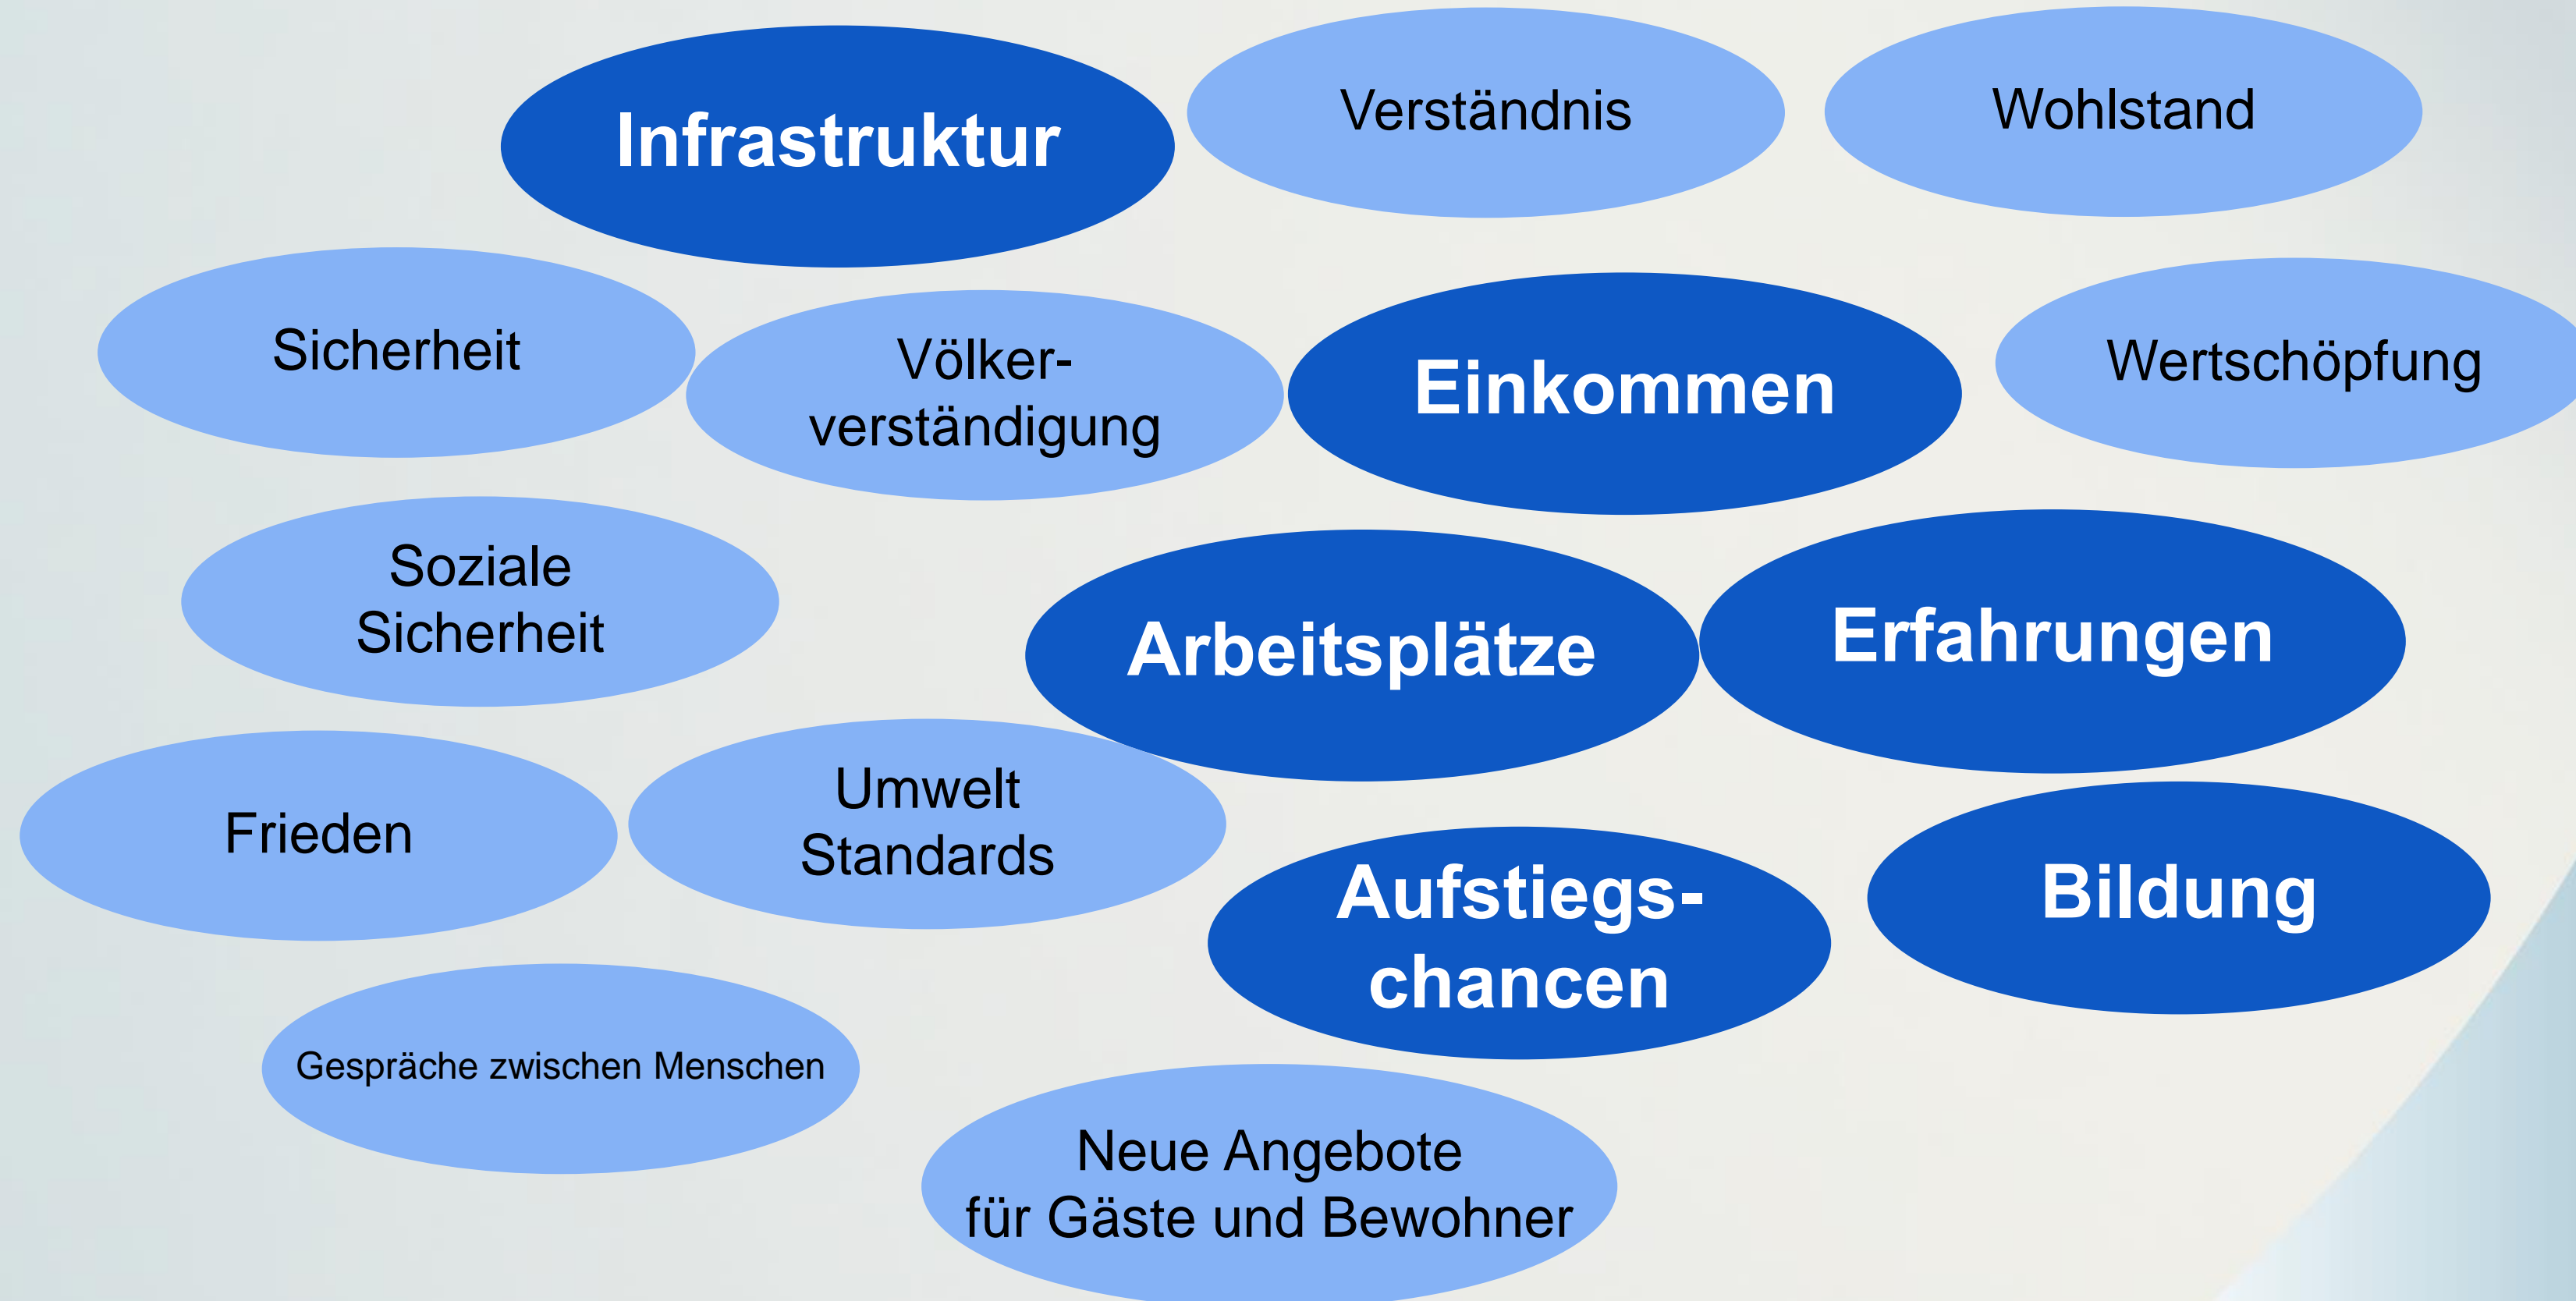 Infrastruktur
Verständnis
Wohlstand
Sicherheit
Völker-
verständigung
Einkommen
Wertschöpfung
Soziale
Sicherheit
Arbeitsplätze
Erfahrungen
Frieden
Umwelt
Standards
Aufstiegs-
chancen
Bildung
Gespräche zwischen Menschen
Neue Angebote
für Gäste und Bewohner